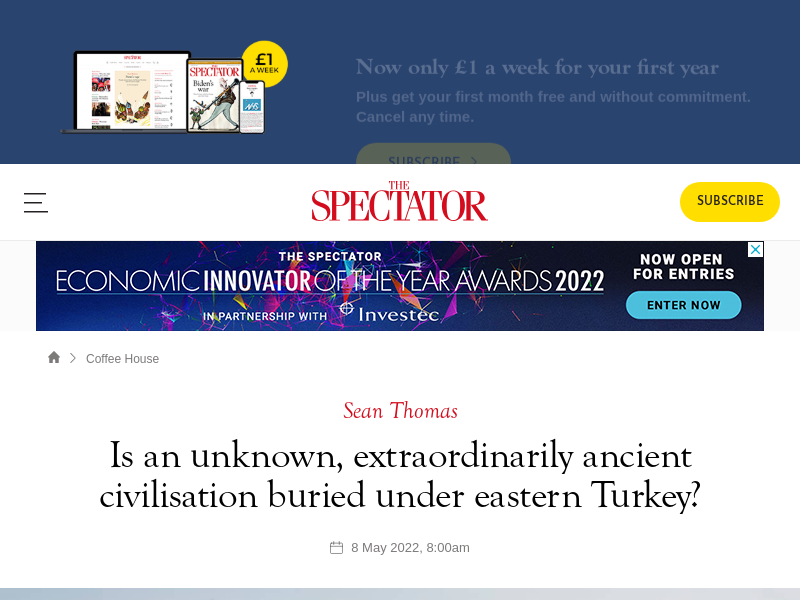 £1
A WEEK
SPECTATOR
Biden's
war
Now only £1 a week for your first year
Plus get your first month free and without commitment.
Cancel any time.
SUBSCRIBE
THE
SPECTATOR
SUBSCRIBE
THE SPECTATOR
ECONOMIC INNOVATOR OF THE YEAR AWARDS 2022
IN PARTNERSHIP WITH Investec
NOW OPEN
FOR ENTRIES
ENTER NOW
Coffee House
Sean Thomas
Is an unknown, extraordinarily ancient
civilisation buried under eastern Turkey?
8 May 2022, 8:00am